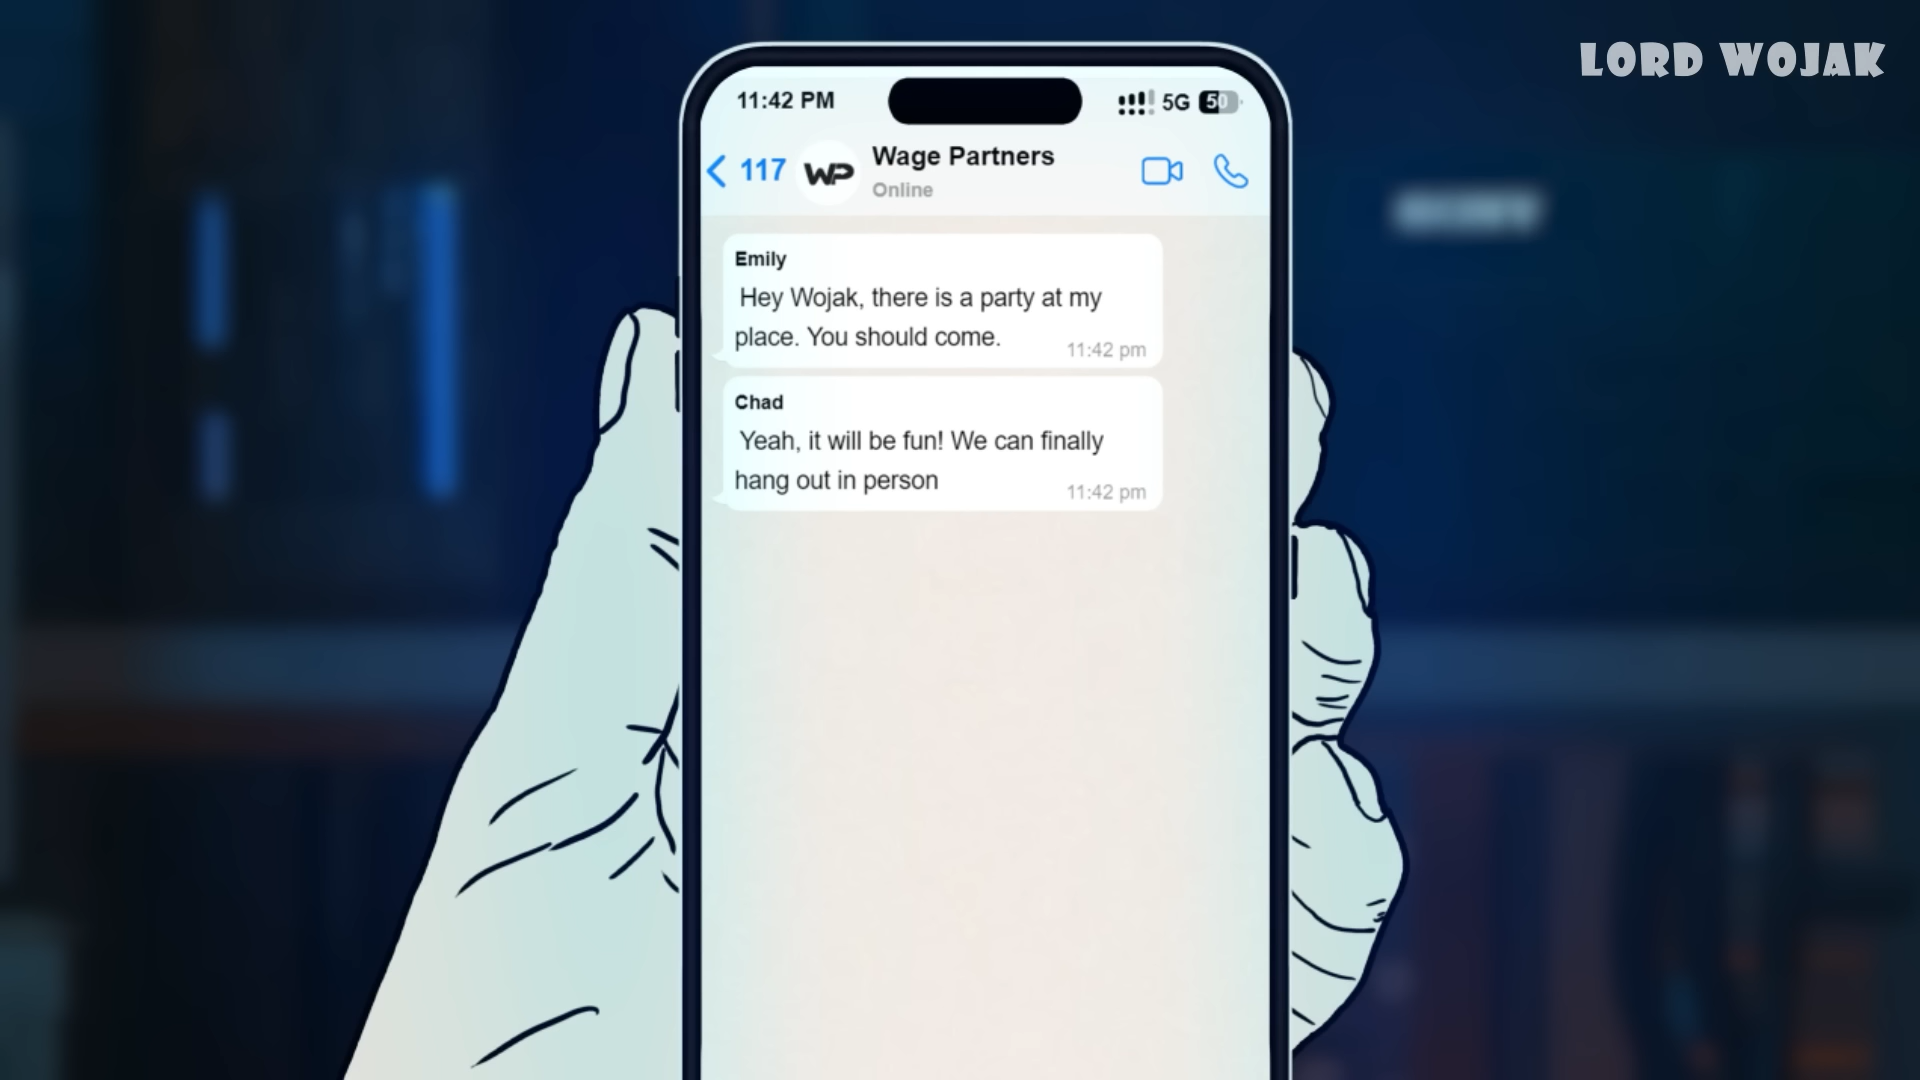 LORD WOJAK
11:42 PM
5G
50
117
WP
Wage Partners
Online
Emily
Hey Wojak, there is a party at my
place. You should come.
11:42 pm
Chad
Yeah, it will be fun! We can finally
hang out in person
11:42 pm